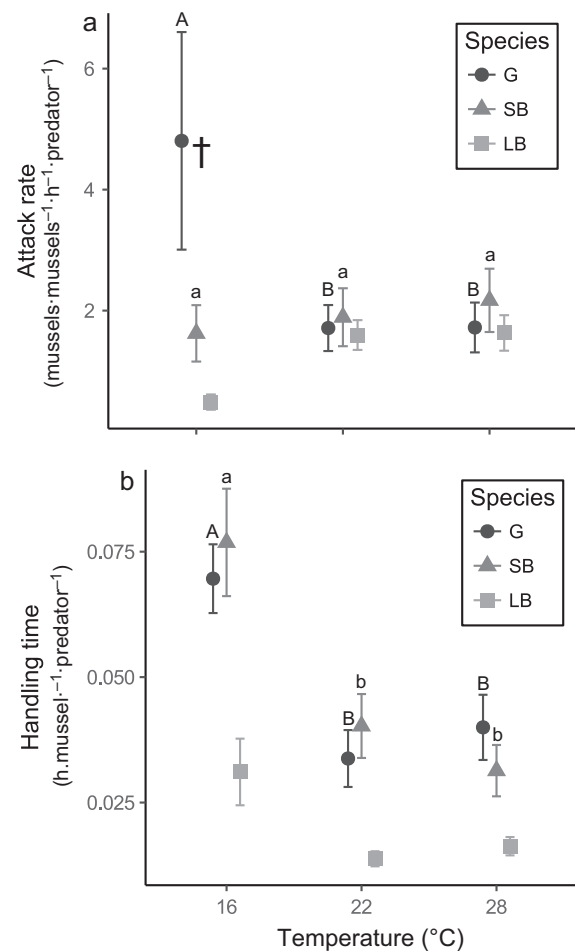 a
A
Species
G
SB
LB
†
6
4
2
a
B
a
B
a
Attack rate
(mussels·mussels⁻¹·h⁻¹·predator⁻¹)
b
a
A
Species
G
SB
LB
0.075
0.050
0.025
B
b
B
b
Handling time
(h.mussel·⁻¹·predator⁻¹)
16
22
28
Temperature (°C)